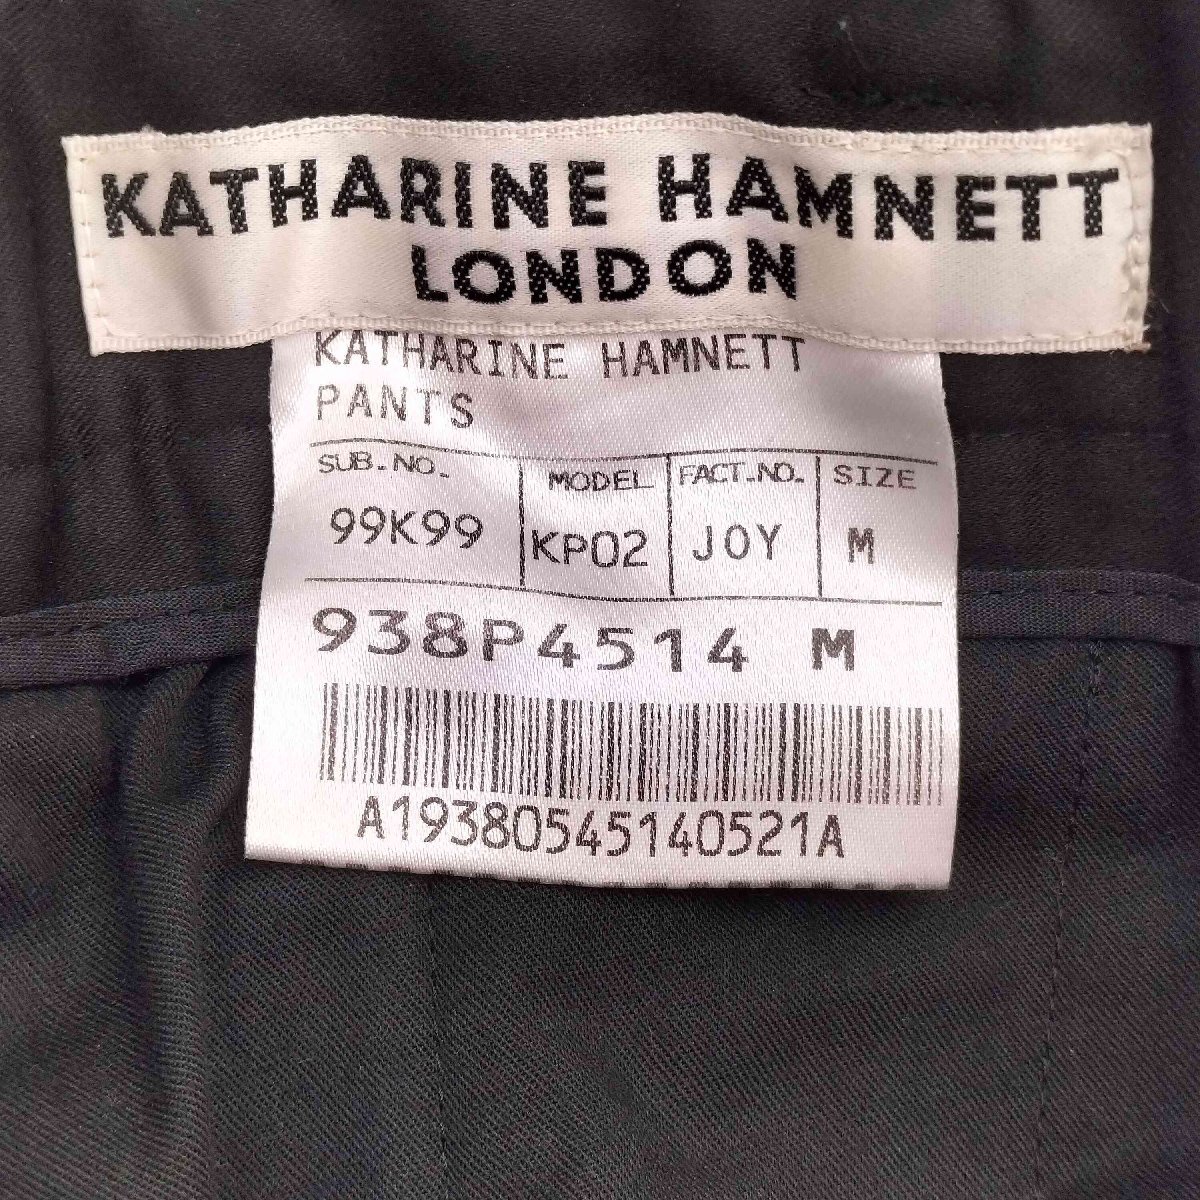 KATHARINE HAMNETT
LONDON
KATHARINE HAMNETT
PANTS
SUB.NO. MODEL FACT.NO. SIZE
99K99 KP02 JOY M
938P4514 M
A19380545140521A